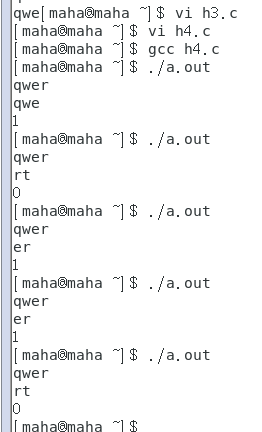 qwe[maha@maha ~]$ vi h3.c
[maha@maha ~]$ vi h4.c
[maha@maha ~]$ gcc h4.c
[maha@maha ~]$ ./a.out
qwer
qwe
1
[maha@maha ~]$ ./a.out
qwer
rt
0
[maha@maha ~]$ ./a.out
qwer
er
1
[maha@maha ~]$ ./a.out
qwer
er
1
[maha@maha ~]$ ./a.out
qwer
rt
0
[maha@maha ~]$